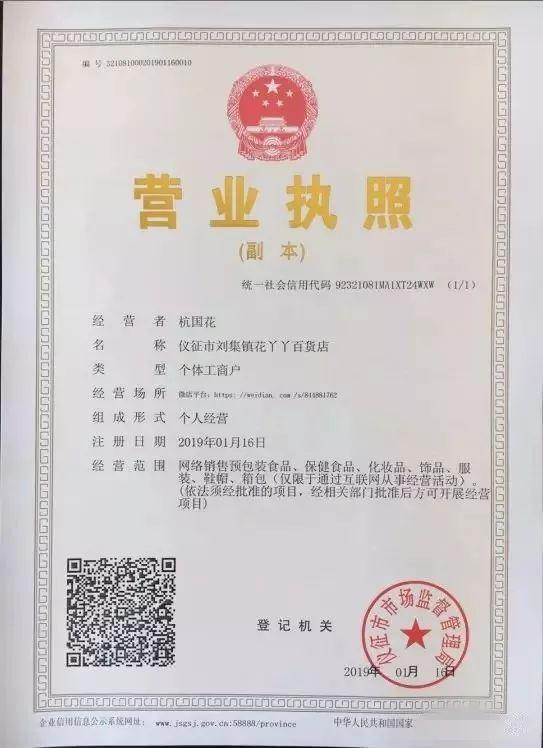 编 号 321081000201901160010
营业执照
(副 本)
统一社会信用代码 92321081MA1XT24WXW （1/1）
经营者 杭国花
名称 仪征市刘集镇花丫丫百货店
类型 个体工商户
经营场所 微店平台：https://weidian.com/s/844881762
组成形式 个人经营
注册日期 2019年01月16日
经营范围 网络销售预包装食品、保健食品、化妆品、饰品、服
装、鞋帽、箱包（仅限于通过互联网从事经营活动）。
(依法须经批准的项目，经相关部门批准后方可开展经营
项目)
登记机关
仪征市市场监督管理局
2019年 01月 16日
企业信用信息公示系统网址： www.jsgsj.gov.cn:58888/province
中华人民共和国国家